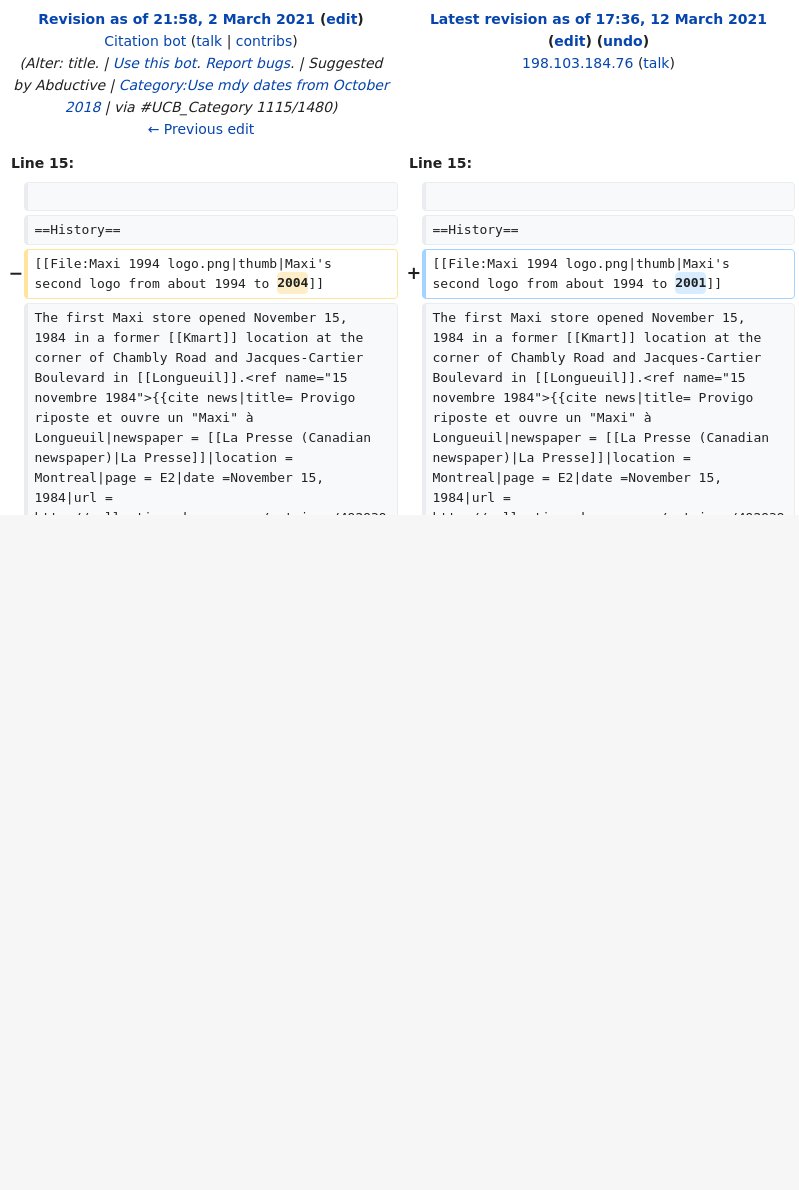 Revision as of 21:58, 2 March 2021 (edit)
Citation bot (talk | contribs)
(Alter: title. | Use this bot. Report bugs. | Suggested
by Abductive | Category:Use mdy dates from October
2018 | via #UCB_Category 1115/1480)
← Previous edit
Latest revision as of 17:36, 12 March 2021
(edit) (undo)
198.103.184.76 (talk)
Line 15:
Line 15:
==History==
==History==
− [[File:Maxi 1994 logo.png|thumb|Maxi's
second logo from about 1994 to 2004]]
+ [[File:Maxi 1994 logo.png|thumb|Maxi's
second logo from about 1994 to 2001]]
The first Maxi store opened November 15,
1984 in a former [[Kmart]] location at the
corner of Chambly Road and Jacques-Cartier
Boulevard in [[Longueuil]].<ref name="15
novembre 1984">{{cite news|title= Provigo
riposte et ouvre un "Maxi" à
Longueuil|newspaper = [[La Presse (Canadian
newspaper)|La Presse]]|location =
Montreal|page = E2|date =November 15,
1984|url =
The first Maxi store opened November 15,
1984 in a former [[Kmart]] location at the
corner of Chambly Road and Jacques-Cartier
Boulevard in [[Longueuil]].<ref name="15
novembre 1984">{{cite news|title= Provigo
riposte et ouvre un "Maxi" à
Longueuil|newspaper = [[La Presse (Canadian
newspaper)|La Presse]]|location =
Montreal|page = E2|date =November 15,
1984|url =